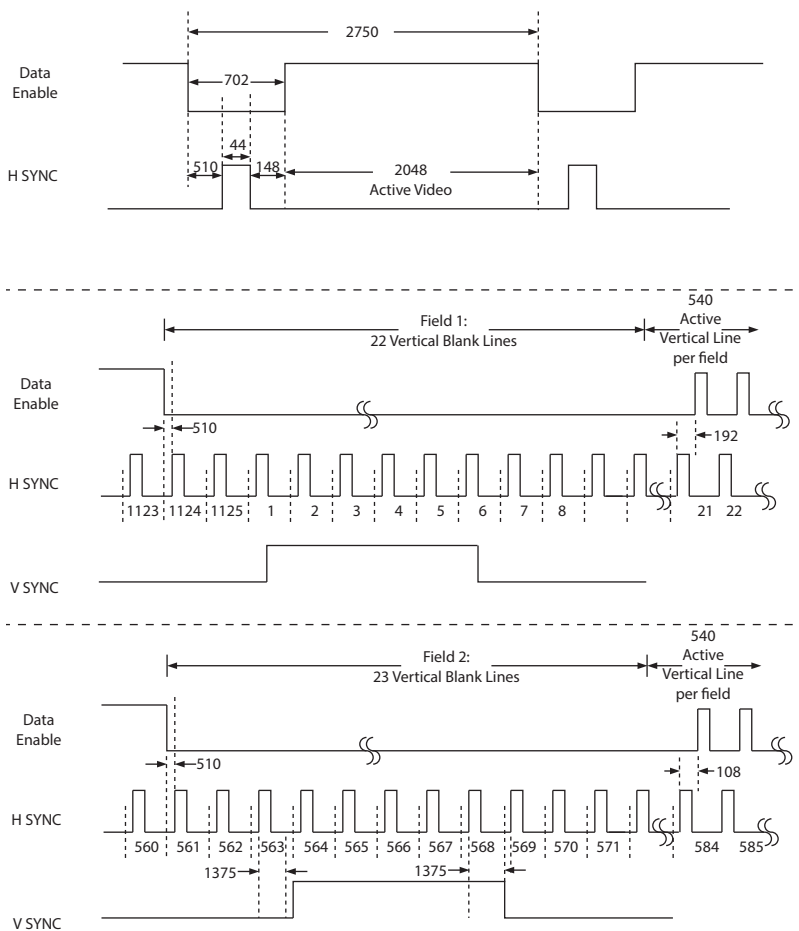 2750
Data
Enable
702
44
510
148
H SYNC
2048
Active Video
540
Active
Vertical Line
per field
Field 1:
22 Vertical Blank Lines
Data
Enable
510
192
H SYNC
1123 1124 1125 1 2 3 4 5 6 7 8 21 22
V SYNC
540
Active
Vertical Line
per field
Field 2:
23 Vertical Blank Lines
Data
Enable
510
108
H SYNC
560 561 562 563 564 565 566 567 568 569 570 571 584 585
1375 1375
V SYNC